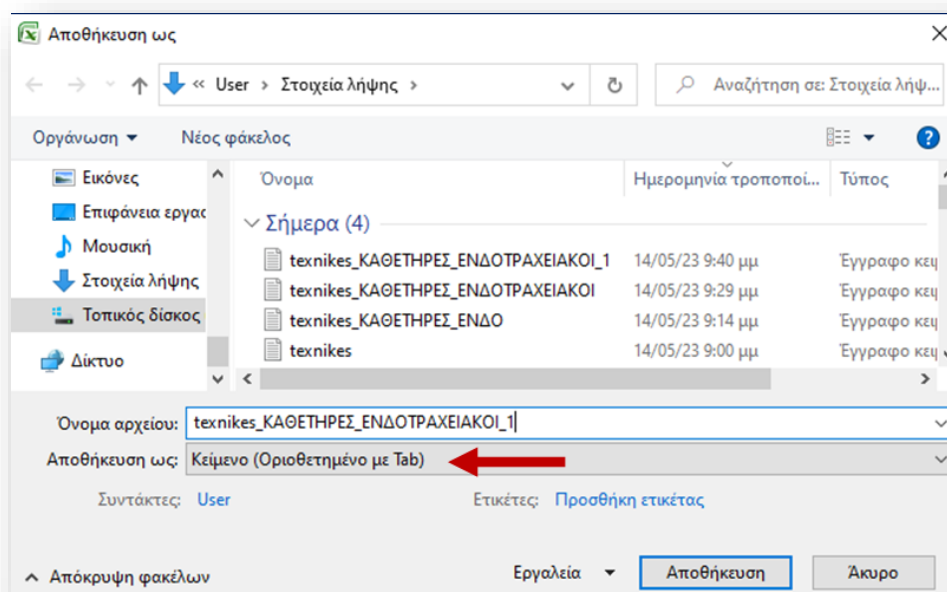 Αποθήκευση ως
« User › Στοιχεία λήψης ›
Αναζήτηση σε: Στοιχεία λήψ...
Οργάνωση Νέος φάκελος
Εικόνες
Επιφάνεια εργας
Μουσική
Στοιχεία λήψης
Τοπικός δίσκος
Δίκτυο
Όνομα Ημερομηνία τροποποί... Τύπος
Σήμερα (4)
texnikes_ΚΑΘΕΤΗΡΕΣ_ΕΝΔΟΤΡΑΧΕΙΑΚΟΙ_1 14/05/23 9:40 μμ Έγγραφο κει
texnikes_ΚΑΘΕΤΗΡΕΣ_ΕΝΔΟΤΡΑΧΕΙΑΚΟΙ 14/05/23 9:29 μμ Έγγραφο κει
texnikes_ΚΑΘΕΤΗΡΕΣ_ΕΝΔΟ 14/05/23 9:14 μμ Έγγραφο κει
texnikes 14/05/23 9:00 μμ Έγγραφο κει
Όνομα αρχείου: texnikes_ΚΑΘΕΤΗΡΕΣ_ΕΝΔΟΤΡΑΧΕΙΑΚΟΙ_1
Αποθήκευση ως: Κείμενο (Οριοθετημένο με Tab)
Συντάκτες: User Ετικέτες: Προσθήκη ετικέτας
Απόκρυψη φακέλων Εργαλεία Αποθήκευση Άκυρο